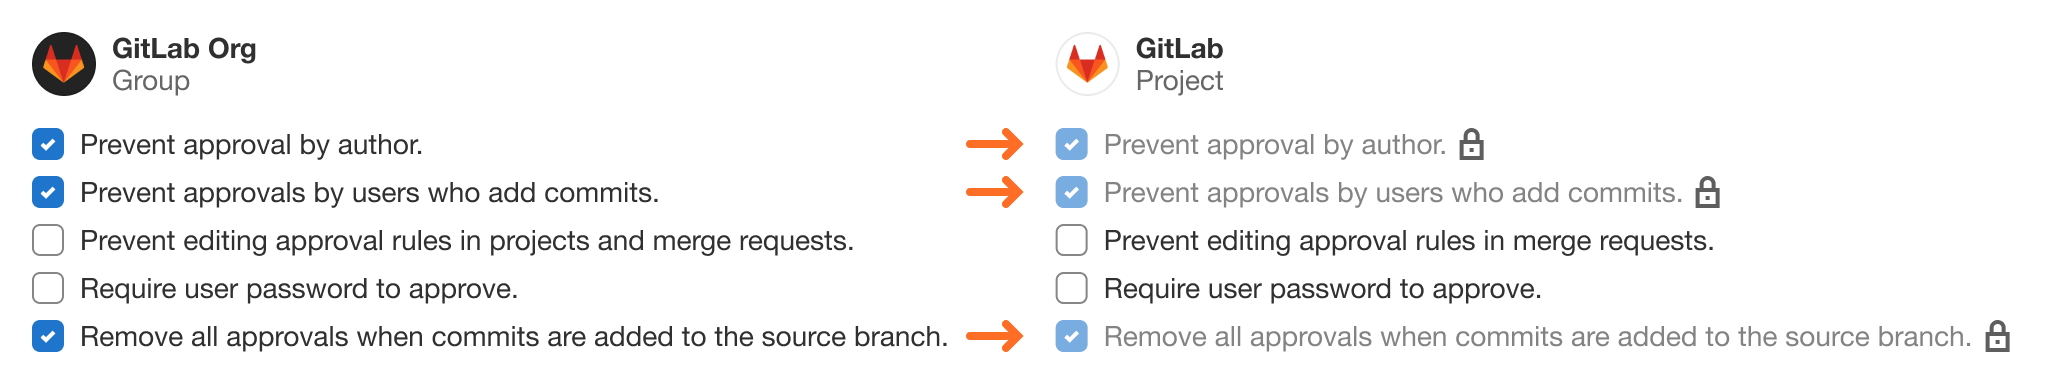 GitLab Org
Group
Prevent approval by author.
Prevent approvals by users who add commits.
Prevent editing approval rules in projects and merge requests.
Require user password to approve.
Remove all approvals when commits are added to the source branch.
GitLab
Project
Prevent approval by author.
Prevent approvals by users who add commits.
Prevent editing approval rules in merge requests.
Require user password to approve.
Remove all approvals when commits are added to the source branch.